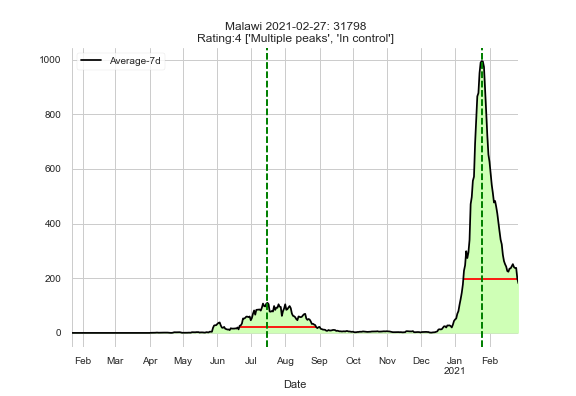 Malawi 2021-02-27: 31798
Rating:4 ['Multiple peaks', 'In control']
Average-7d
1000
800
600
400
200
0
Feb Mar Apr May Jun Jul Aug Sep Oct Nov Dec Jan Feb
2021
Date